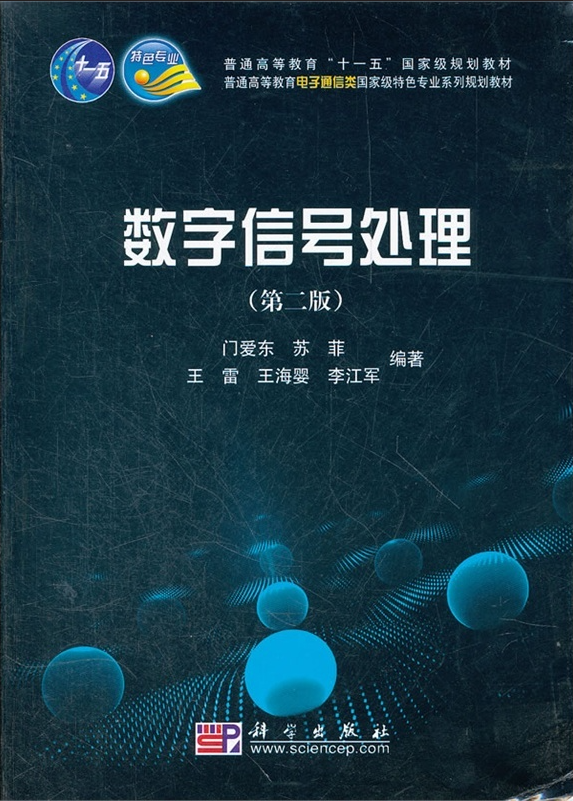 十一五
特色专业
普通高等教育“十一五”国家级规划教材
普通高等教育电子通信类国家级特色专业系列规划教材
数字信号处理
（第二版）
门爱东 苏 菲
王 雷 王海婴 李江军 编著
科学出版社
www.sciencep.com